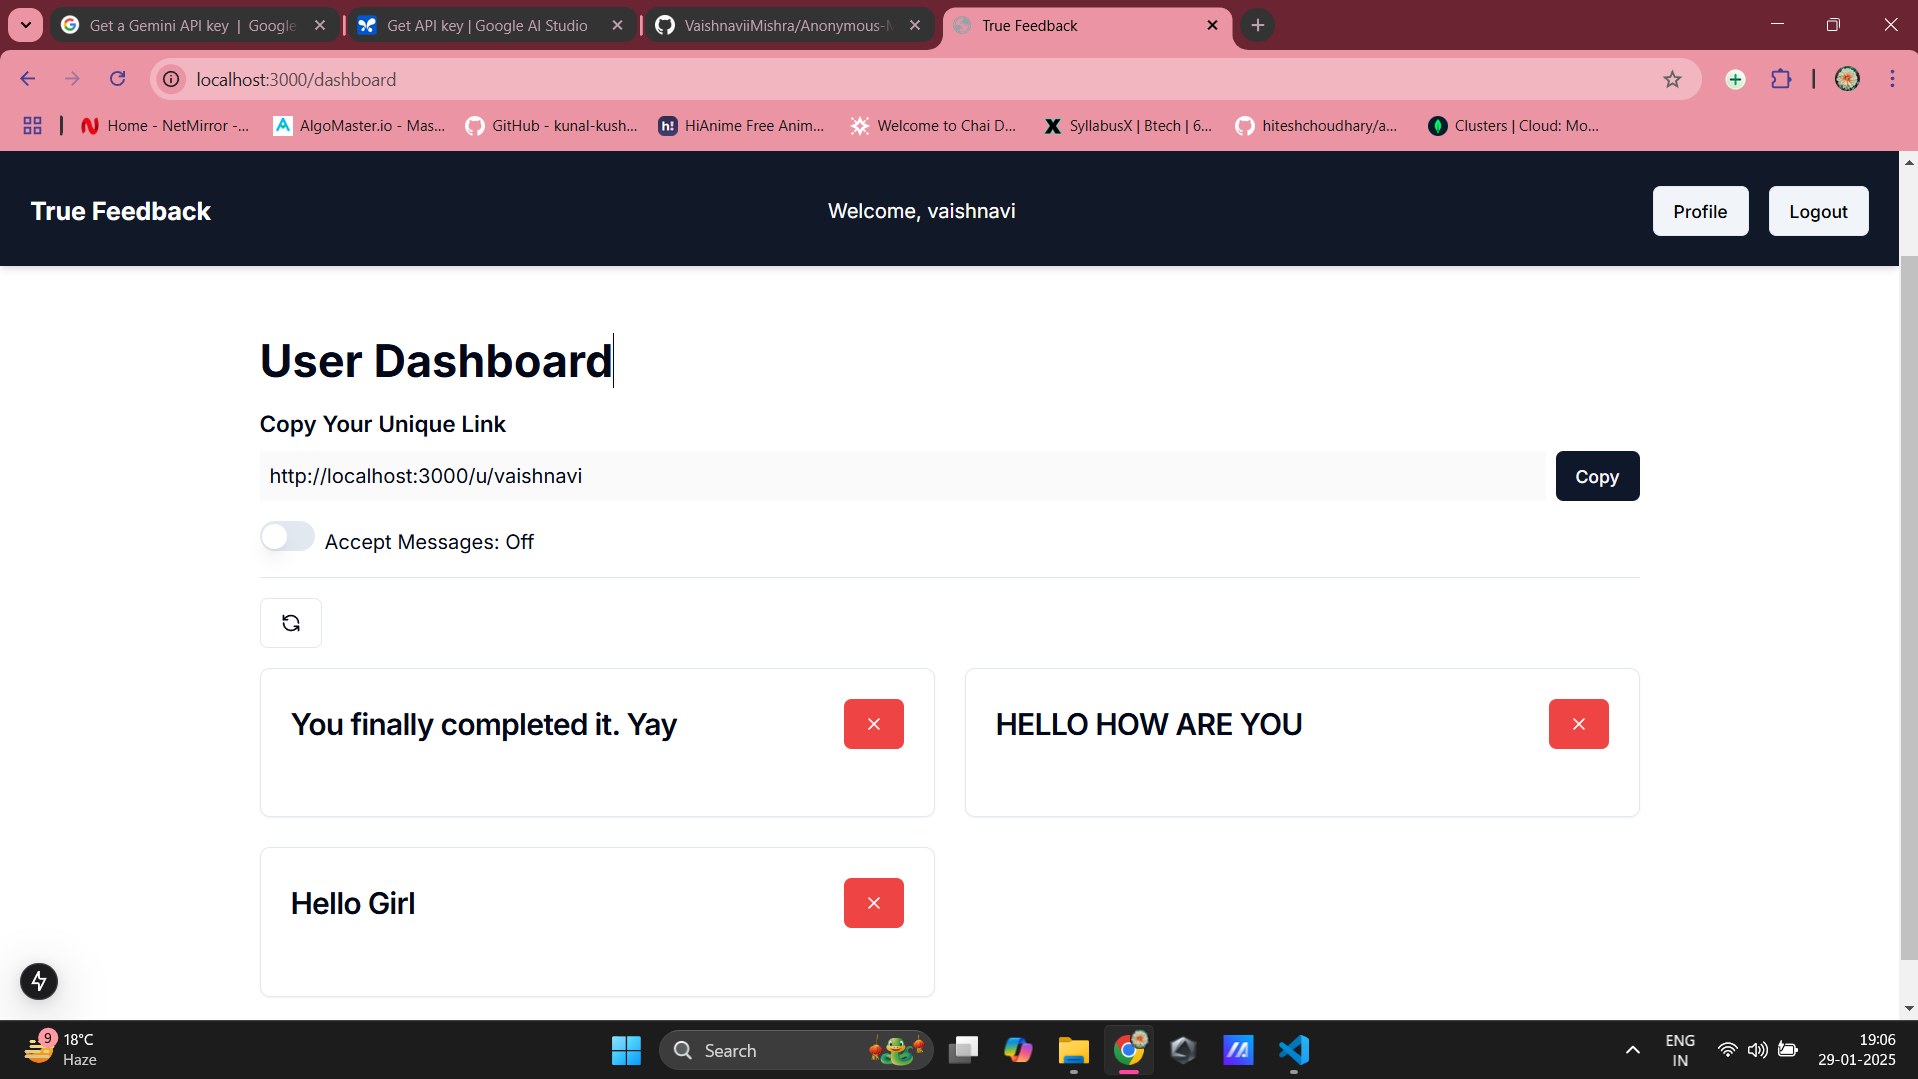 Get a Gemini API key | Google
Get API key | Google AI Studio
VaishnaviiMishra/Anonymous-M
True Feedback
localhost:3000/dashboard
Home - NetMirror -...
AlgoMaster.io - Mas...
GitHub - kunal-kush...
h!
HiAnime Free Anim...
Welcome to Chai D...
SyllabusX | Btech | 6...
hiteshchoudhary/a...
Clusters | Cloud: Mo...
True Feedback
Welcome, vaishnavi
Profile
Logout
User Dashboard
Copy Your Unique Link
http://localhost:3000/u/vaishnavi
Copy
Accept Messages: Off
You finally completed it. Yay
HELLO HOW ARE YOU
Hello Girl
9
18°C
Haze
Search
ENG
IN
19:06
29-01-2025